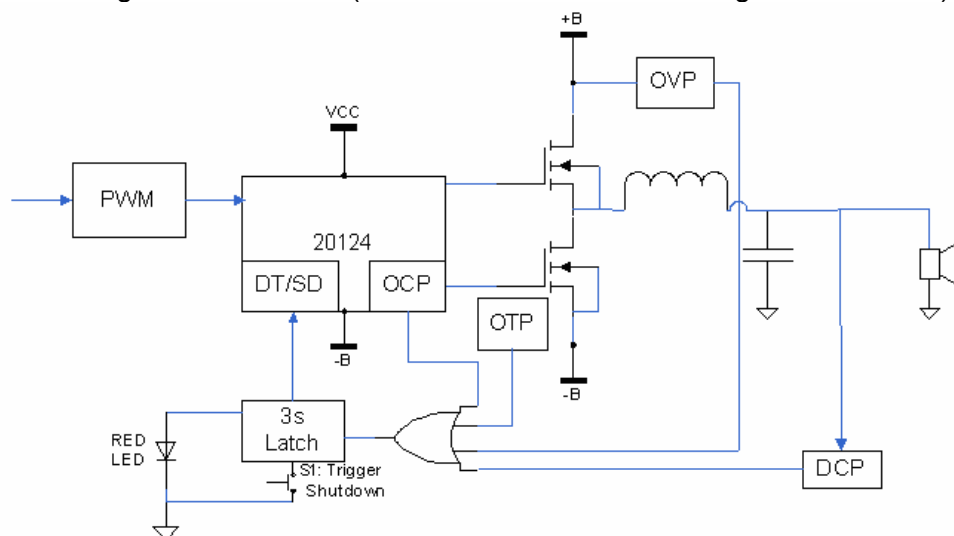 +B
OVP
VCC
PWM
20124
DT/SD
OCP
OTP
-B
-B
3s
Latch
RED
LED
S1: Trigger
Shutdown
DCP